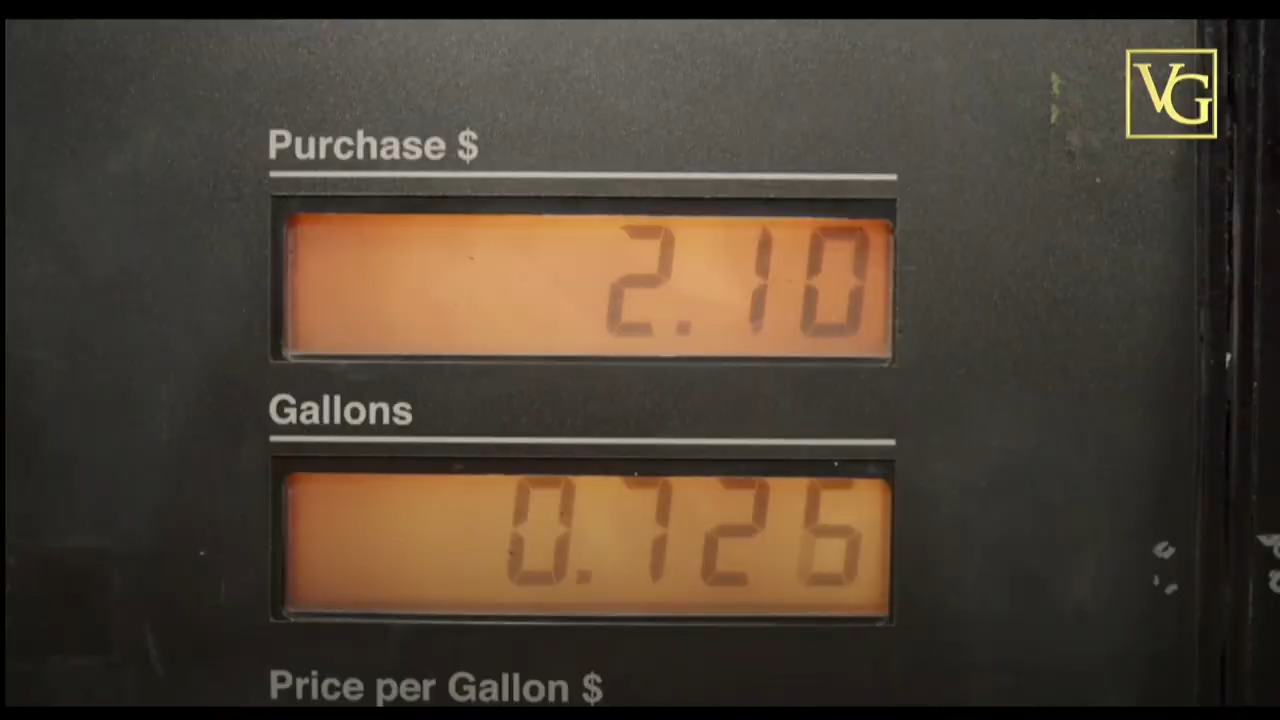 VG
Purchase $
2.10
Gallons
0.726
Price per Gallon $